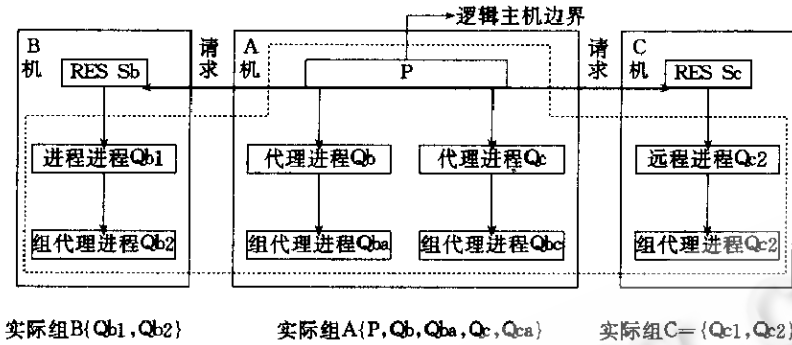 逻辑主机边界
B机 请求 A机 请求 C机
RES Sb P RES Sc
进程进程Qb1 代理进程Qb 代理进程Qc 远程进程Qc2
组代理进程Qb2 组代理进程Qba 组代理进程Qbc 组代理进程Qc2
实际组B{Qb1,Qb2} 实际组A{P,Qb,Qba,Qc,Qca} 实际组C={Qc1,Qc2}